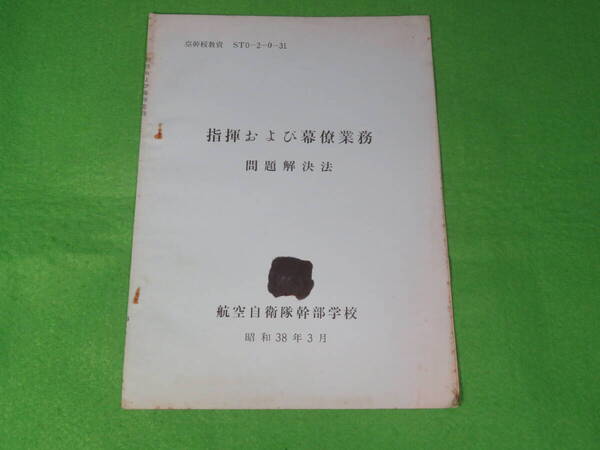 空幹校教資 ST0-2-0-31
指揮および幕僚業務
問題解決法
航空自衛隊幹部学校
昭和38年3月